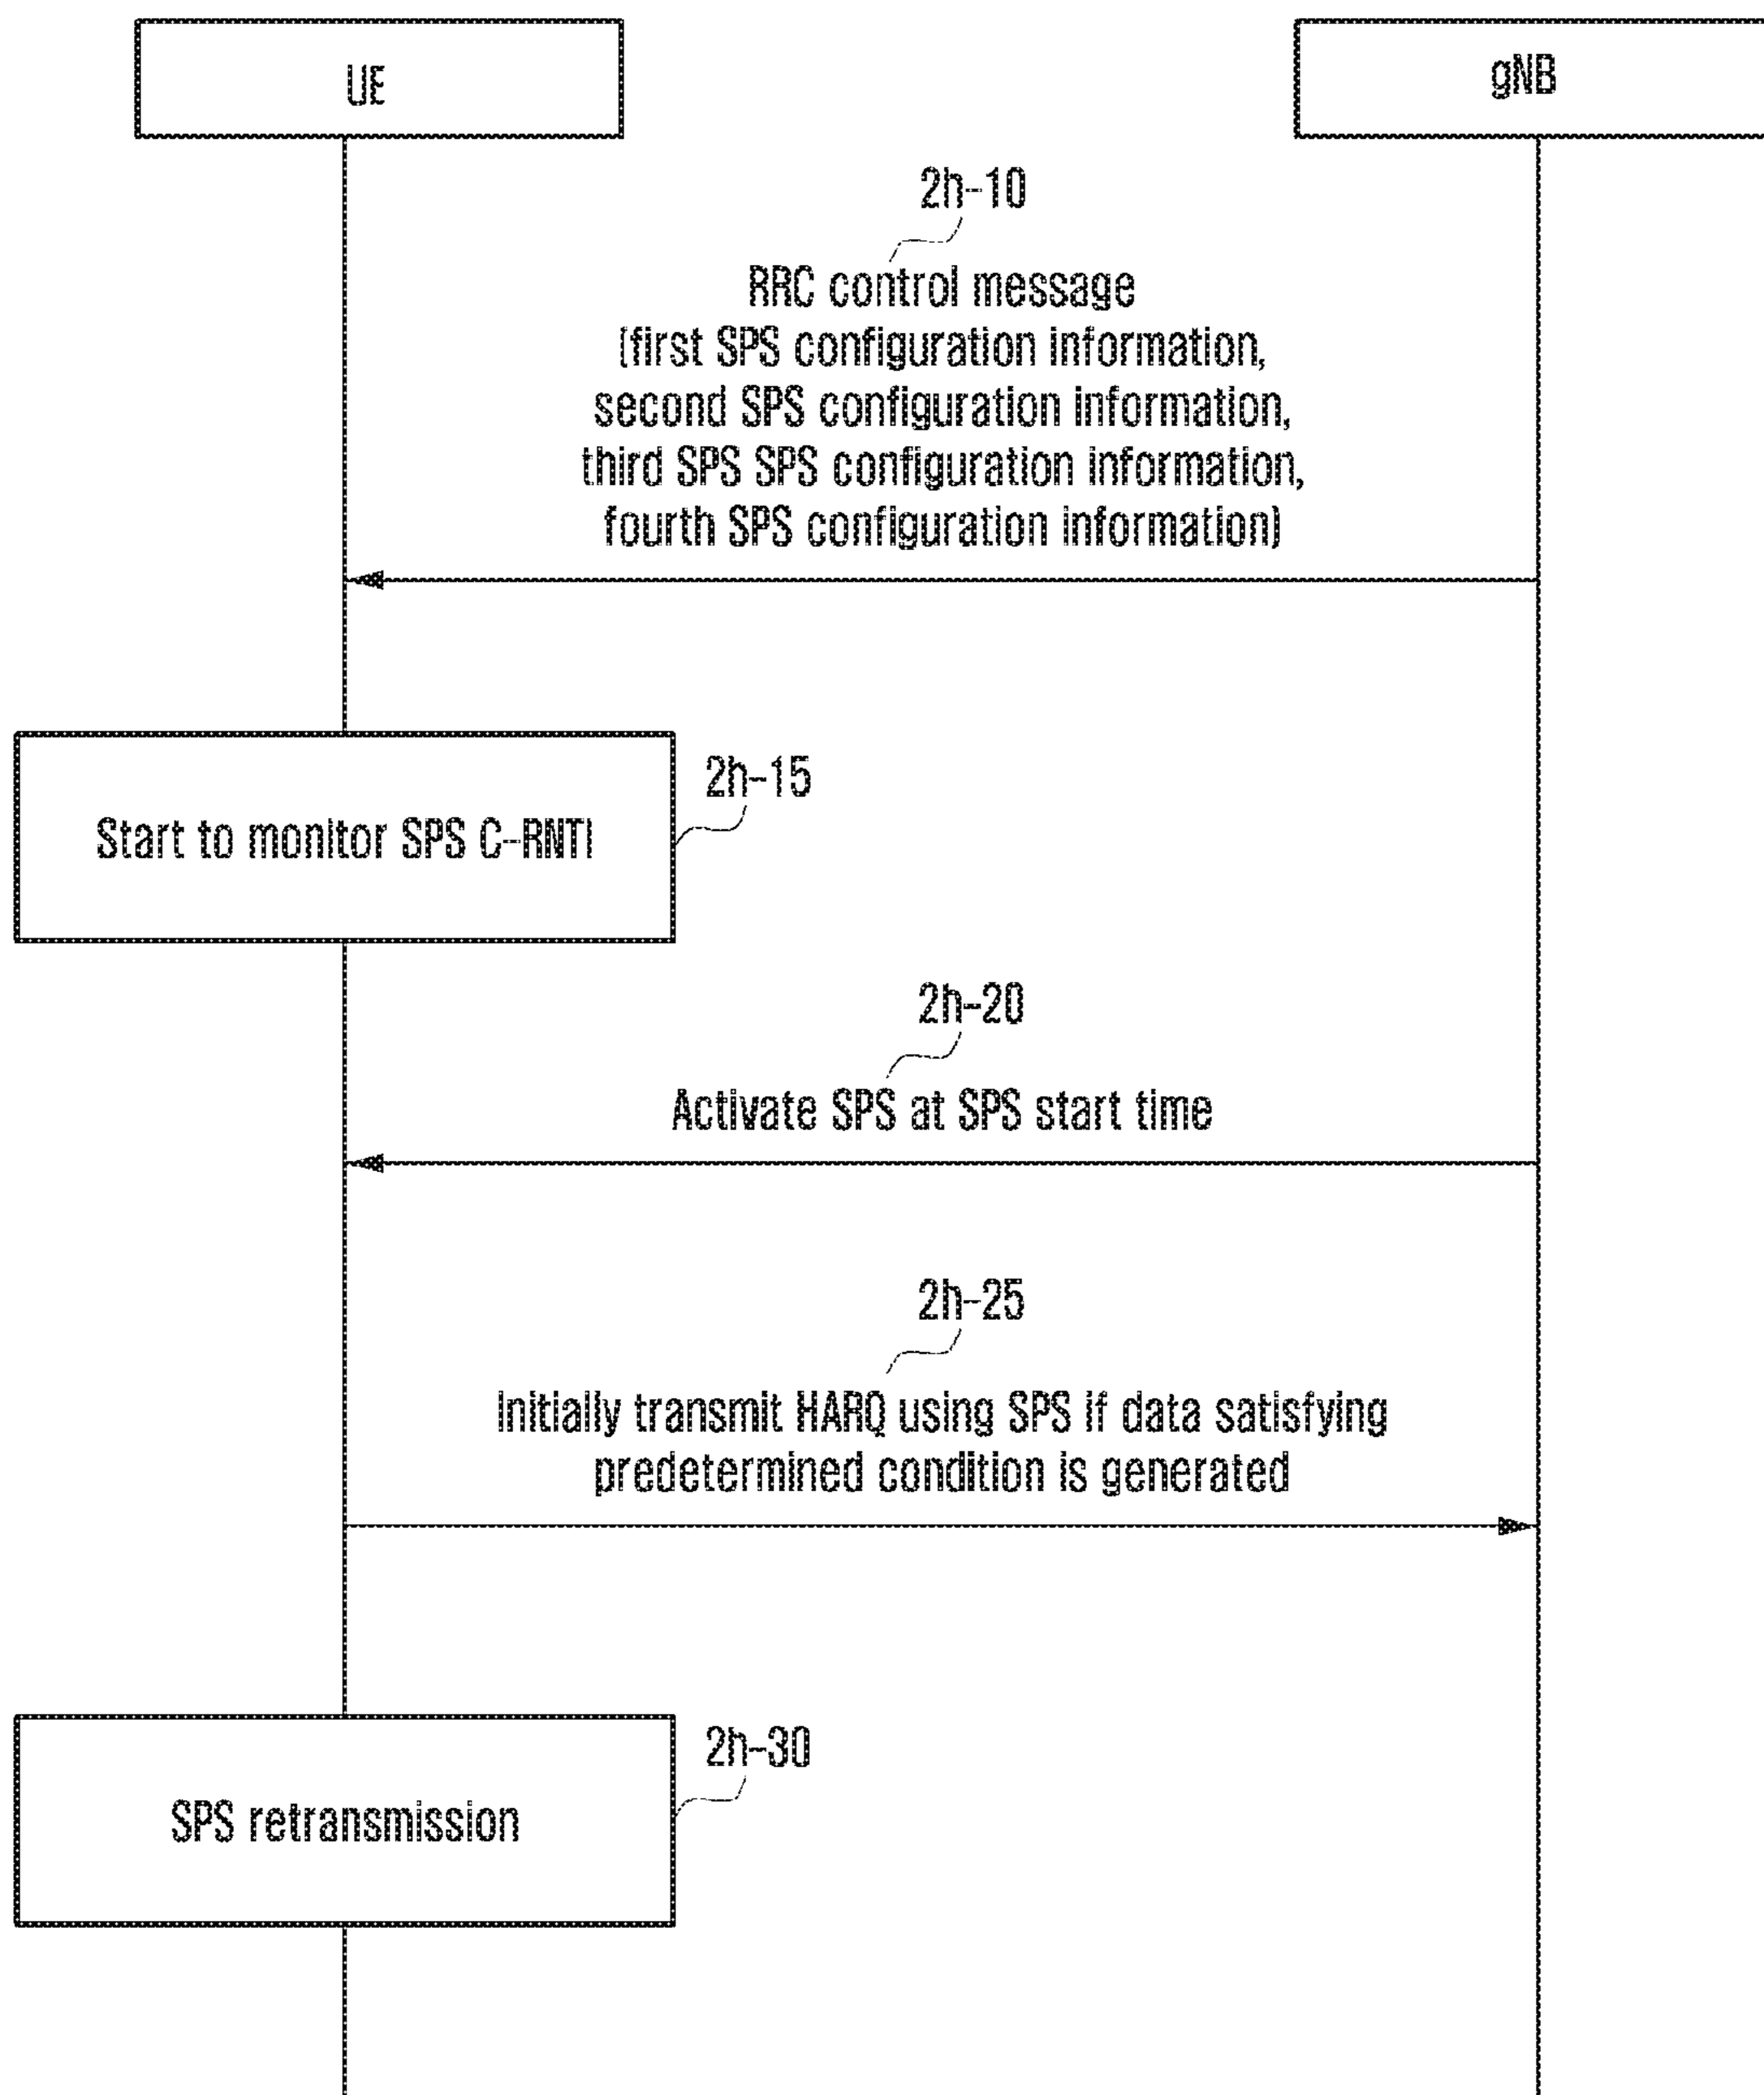 UE
gNB
2h-10
RRC control message
(first SPS configuration information,
second SPS configuration information,
third SPS SPS configuration information,
fourth SPS configuration information)
2h-15
Start to monitor SPS C-RNTI
2h-20
Activate SPS at SPS start time
2h-25
Initially transmit HARQ using SPS if data satisfying
predetermined condition is generated
2h-30
SPS retransmission